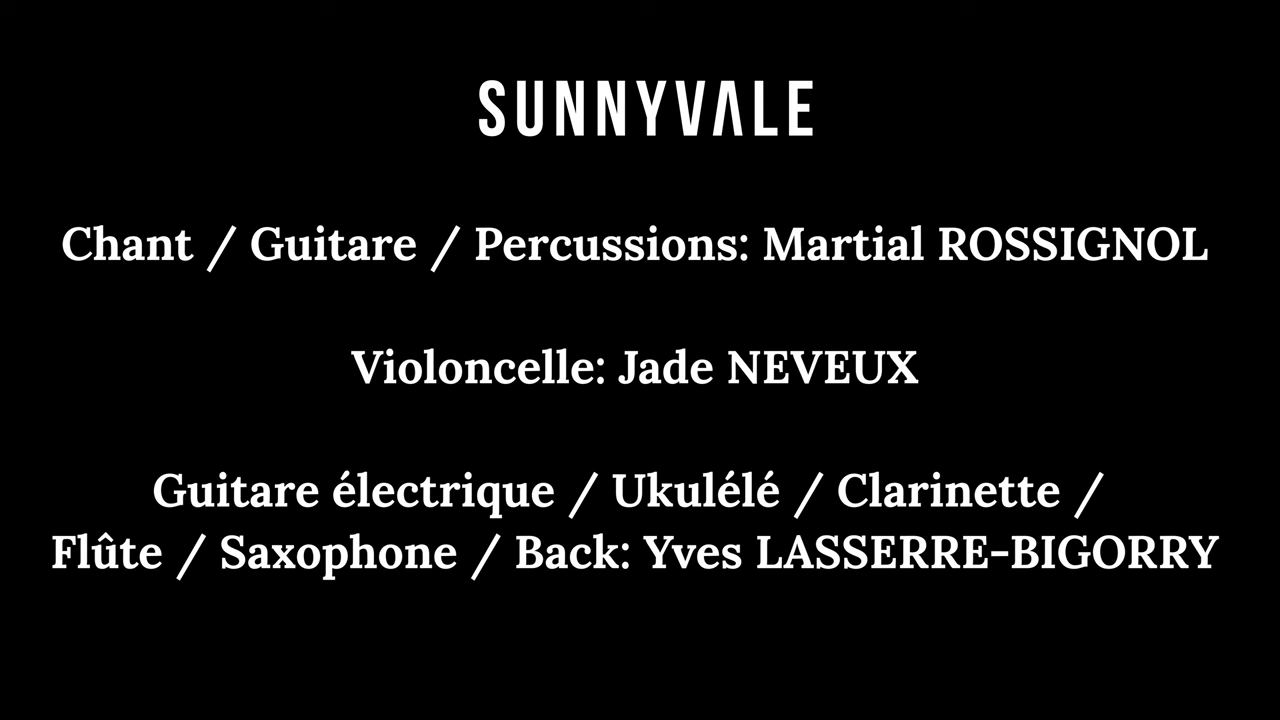 SUNNYVALE
Chant / Guitare / Percussions: Martial ROSSIGNOL
Violoncelle: Jade NEVEUX
Guitare électrique / Ukulélé / Clarinette /
Flûte / Saxophone / Back: Yves LASSERRE-BIGORRY